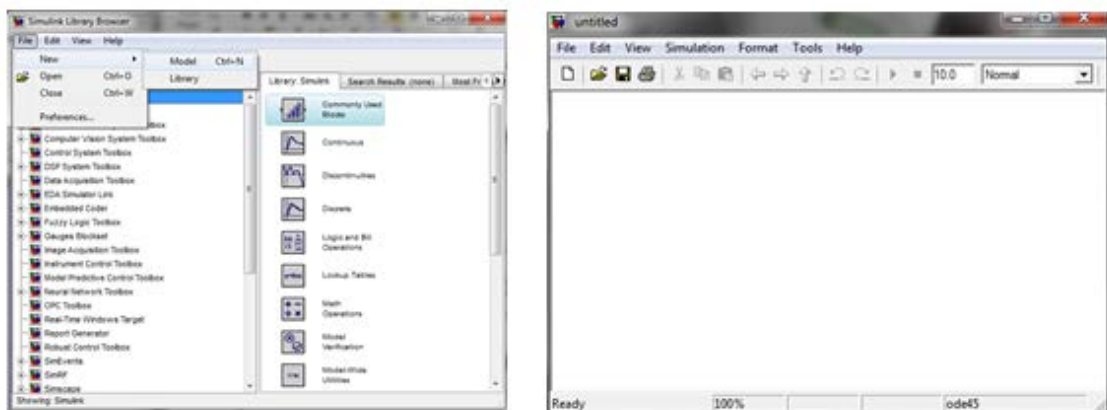 Simulink Library Browser
File Edit View Help
New
Model Ctrl+N
Library
Open Ctrl+O
Close Ctrl+W
Preferences...
Computer Vision System Toolbox
Control System Toolbox
DSP System Toolbox
Data Acquisition Toolbox
EDA Simulator Link
Embedded Coder
Fuzzy Logic Toolbox
Gauges Blockset
Image Acquisition Toolbox
Instrument Control Toolbox
Model Predictive Control Toolbox
Neural Network Toolbox
OPC Toolbox
Real-Time Windows Target
Report Generator
Robust Control Toolbox
SimEvents
SimRF
Simscape
Showing: Simulink
Library: Simulink Search Results: (none) Most Fr
Commonly Used
Blocks
Continuous
Discontinuities
Discrete
Logic and Bit
Operations
Lookup Tables
Math
Operations
Model
Verification
Model-Wide
Utilities
untitled
File Edit View Simulation Format Tools Help
10.0 Normal
Ready 100% ode45